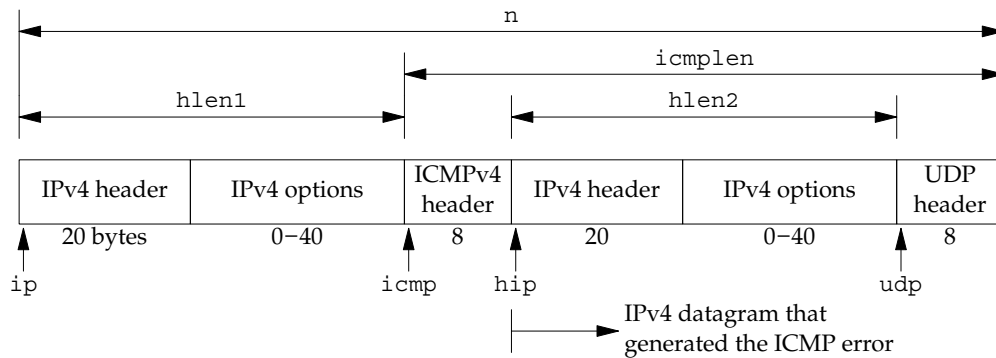 n
icmplen
hlen1
hlen2
IPv4 header
IPv4 options
ICMPv4
header
IPv4 header
IPv4 options
UDP
header
20 bytes
0−40
8
20
0−40
8
ip
icmp
hip
udp
IPv4 datagram that
generated the ICMP error